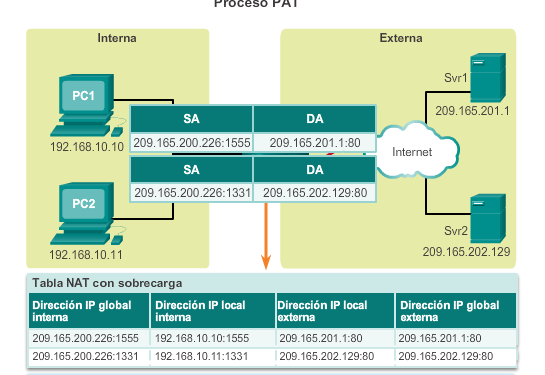 Proceso PAT
Interna
Externa
PC1
192.168.10.10
PC2
192.168.10.11
SA DA
209.165.200.226:1555 209.165.201.1:80
SA DA
209.165.200.226:1331 209.165.202.129:80
Internet
Svr1
209.165.201.1
Svr2
209.165.202.129
Tabla NAT con sobrecarga
Dirección IP global interna Dirección IP local interna Dirección IP local externa Dirección IP global externa
209.165.200.226:1555 192.168.10.10:1555 209.165.201.1:80 209.165.201.1:80
209.165.200.226:1331 192.168.10.11:1331 209.165.202.129:80 209.165.202.129:80